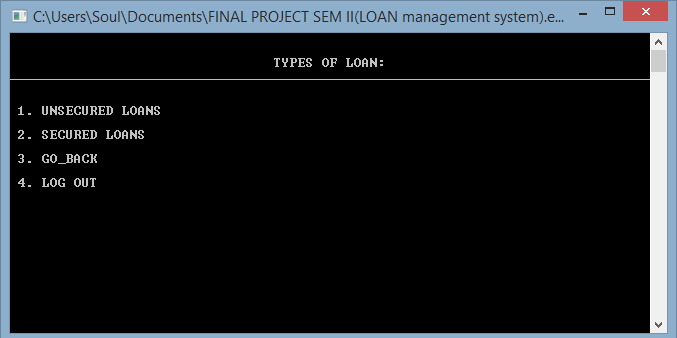 C:\Users\Soul\Documents\FINAL PROJECT SEM II(LOAN management system).e...
TYPES OF LOAN:
1. UNSECURED LOANS
2. SECURED LOANS
3. GO_BACK
4. LOG OUT